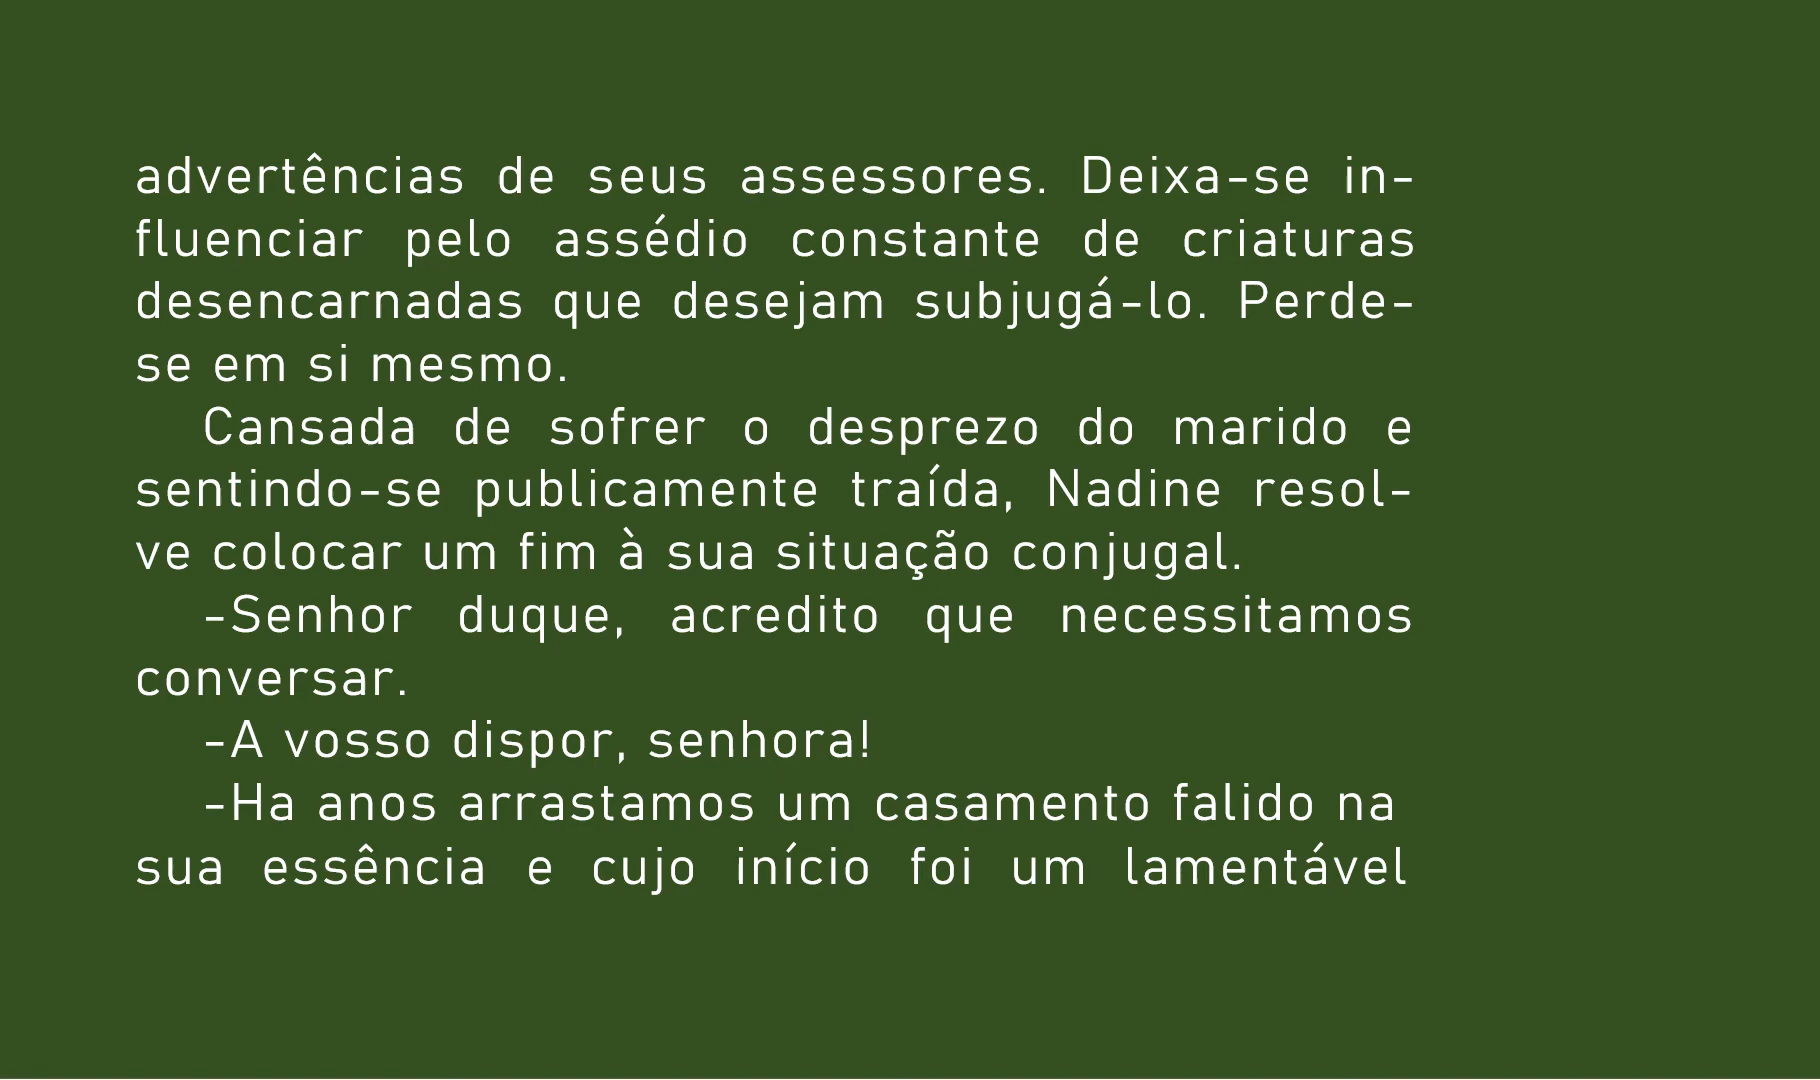 advertências de seus assessores. Deixa-se in-
fluenciar pelo assédio constante de criaturas
desencarnadas que desejam subjugá-lo. Perde-
se em si mesmo.
Cansada de sofrer o desprezo do marido e
sentindo-se publicamente traída, Nadine resol-
ve colocar um fim à sua situação conjugal.
-Senhor duque, acredito que necessitamos
conversar.
-A vosso dispor, senhora!
-Ha anos arrastamos um casamento falido na
sua essência e cujo início foi um lamentável